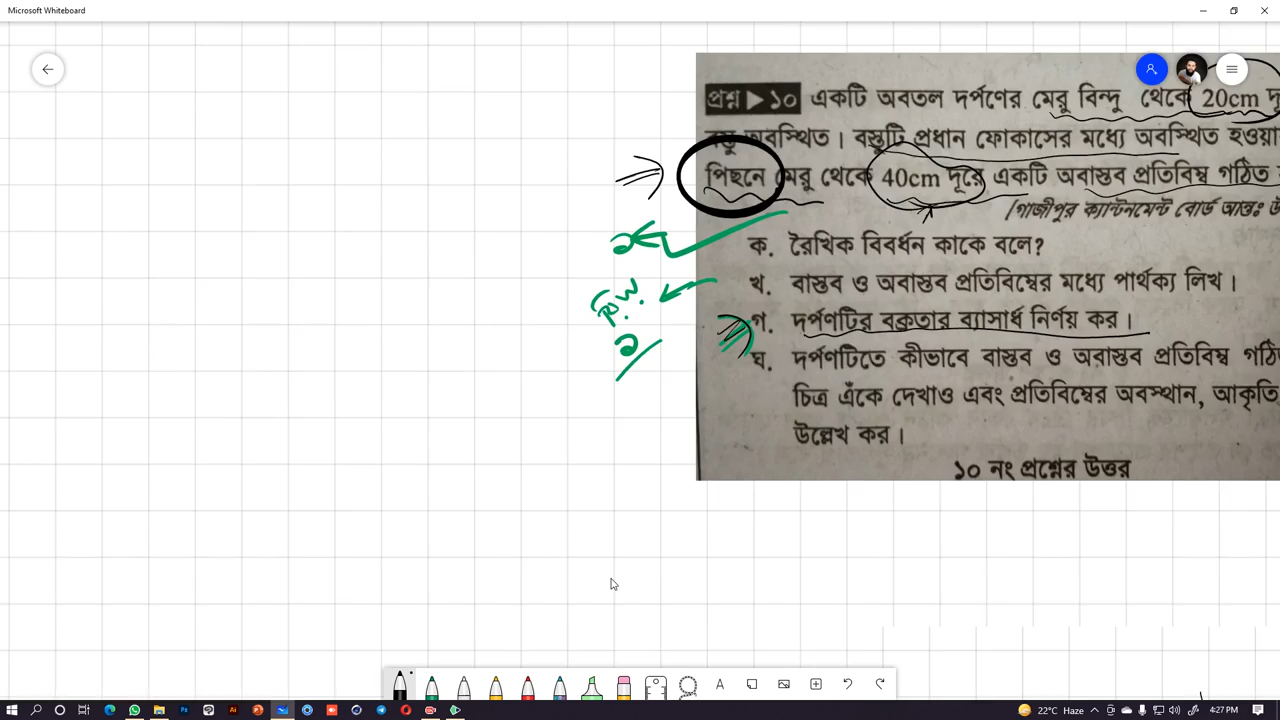 Microsoft Whiteboard
প্রশ্ন ▶ ১০ একটি অবতল দর্পণের মেরু বিন্দু থেকে 20cm দূ
বস্তু অবস্থিত। বস্তুটি প্রধান ফোকাসের মধ্যে অবস্থিত হওয়া
পিছনে মেরু থেকে 40cm দূরে একটি অবাস্তব প্রতিবিম্ব গঠিত
/গাজীপুর ক্যান্টনমেন্ট বোর্ড আন্তঃ উ
ক. রৈখিক বিবর্ধন কাকে বলে?
খ. বাস্তব ও অবাস্তব প্রতিবিম্বের মধ্যে পার্থক্য লিখ।
গ. দর্পণটির বক্রতার ব্যাসার্ধ নির্ণয় কর।
ঘ. দর্পণটিতে কীভাবে বাস্তব ও অবাস্তব প্রতিবিম্ব গঠি
চিত্র এঁকে দেখাও এবং প্রতিবিম্বের অবস্থান, আকৃতি
উল্লেখ কর।
১০ নং প্রশ্নের উত্তর
22°C Haze
4:27 PM